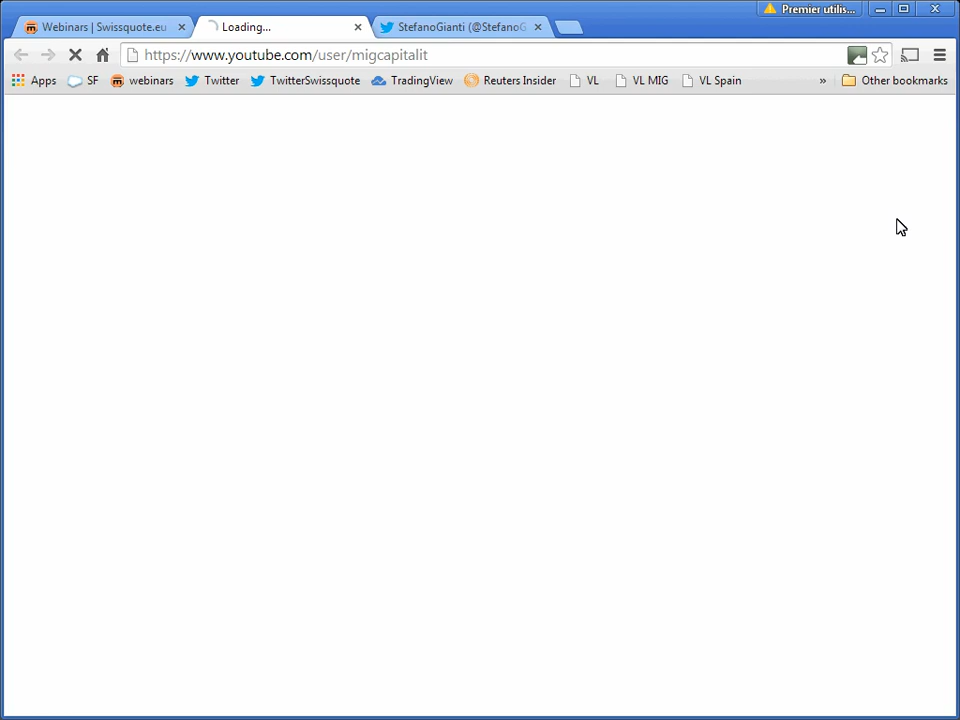 Premier utilis...
Webinars | Swissquote.eu Loading... StefanoGianti (@StefanoG
https://www.youtube.com/user/migcapitalit
Apps SF webinars Twitter TwitterSwissquote TradingView Reuters Insider VL VL MIG VL Spain » Other bookmarks